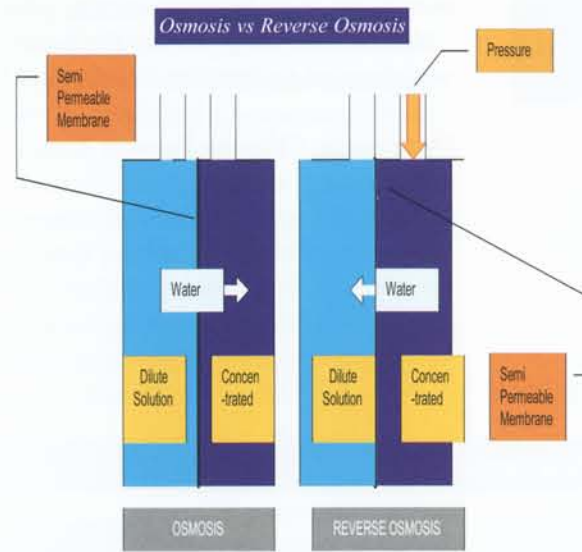 Osmosis vs Reverse Osmosis
Semi
Permeable
Membrane
Pressure
Water
Water
Dilute
Solution
Concen
-trated
Dilute
Solution
Concen
-trated
Semi
Permeable
Membrane
OSMOSIS
REVERSE OSMOSIS